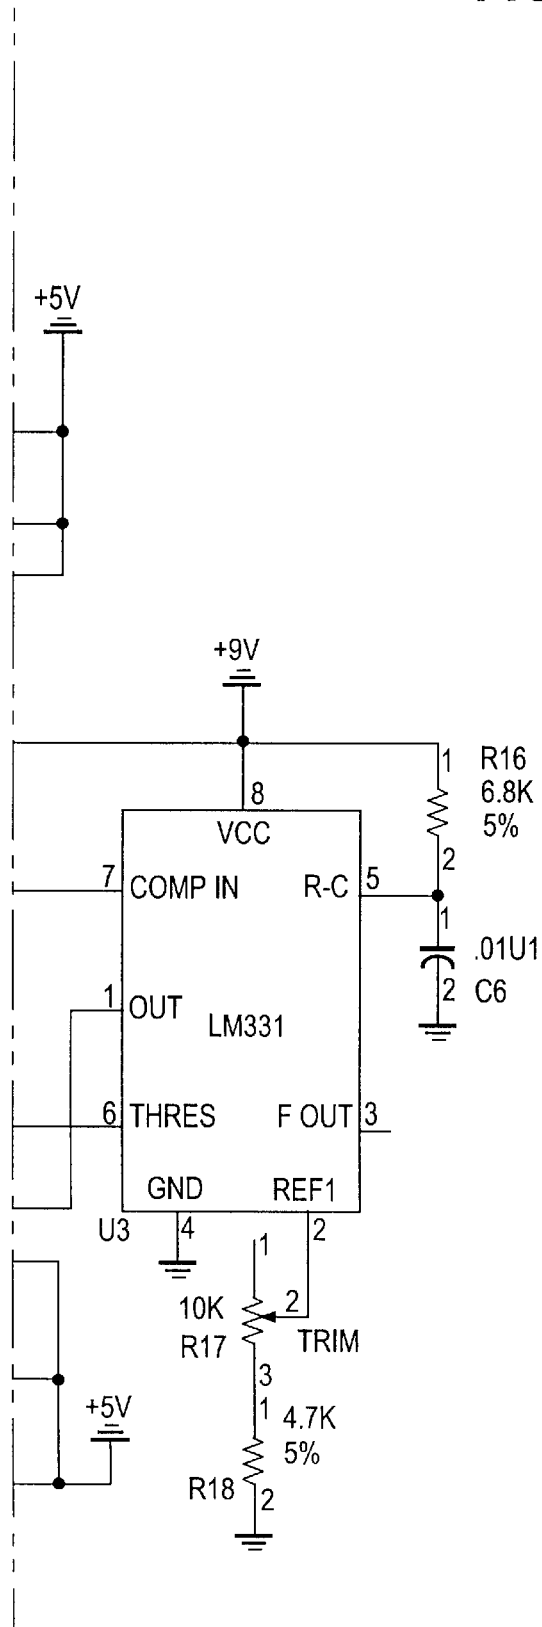 +5V
+9V
1
R16
6.8K
5%
2
8
VCC
7
COMP IN
R-C
5
1
.01U1
2
C6
1
OUT
LM331
6
THRES
F OUT
3
GND
REF1
U3
4
2
1
10K
2
R17
TRIM
3
+5V
1
4.7K
5%
R18
2